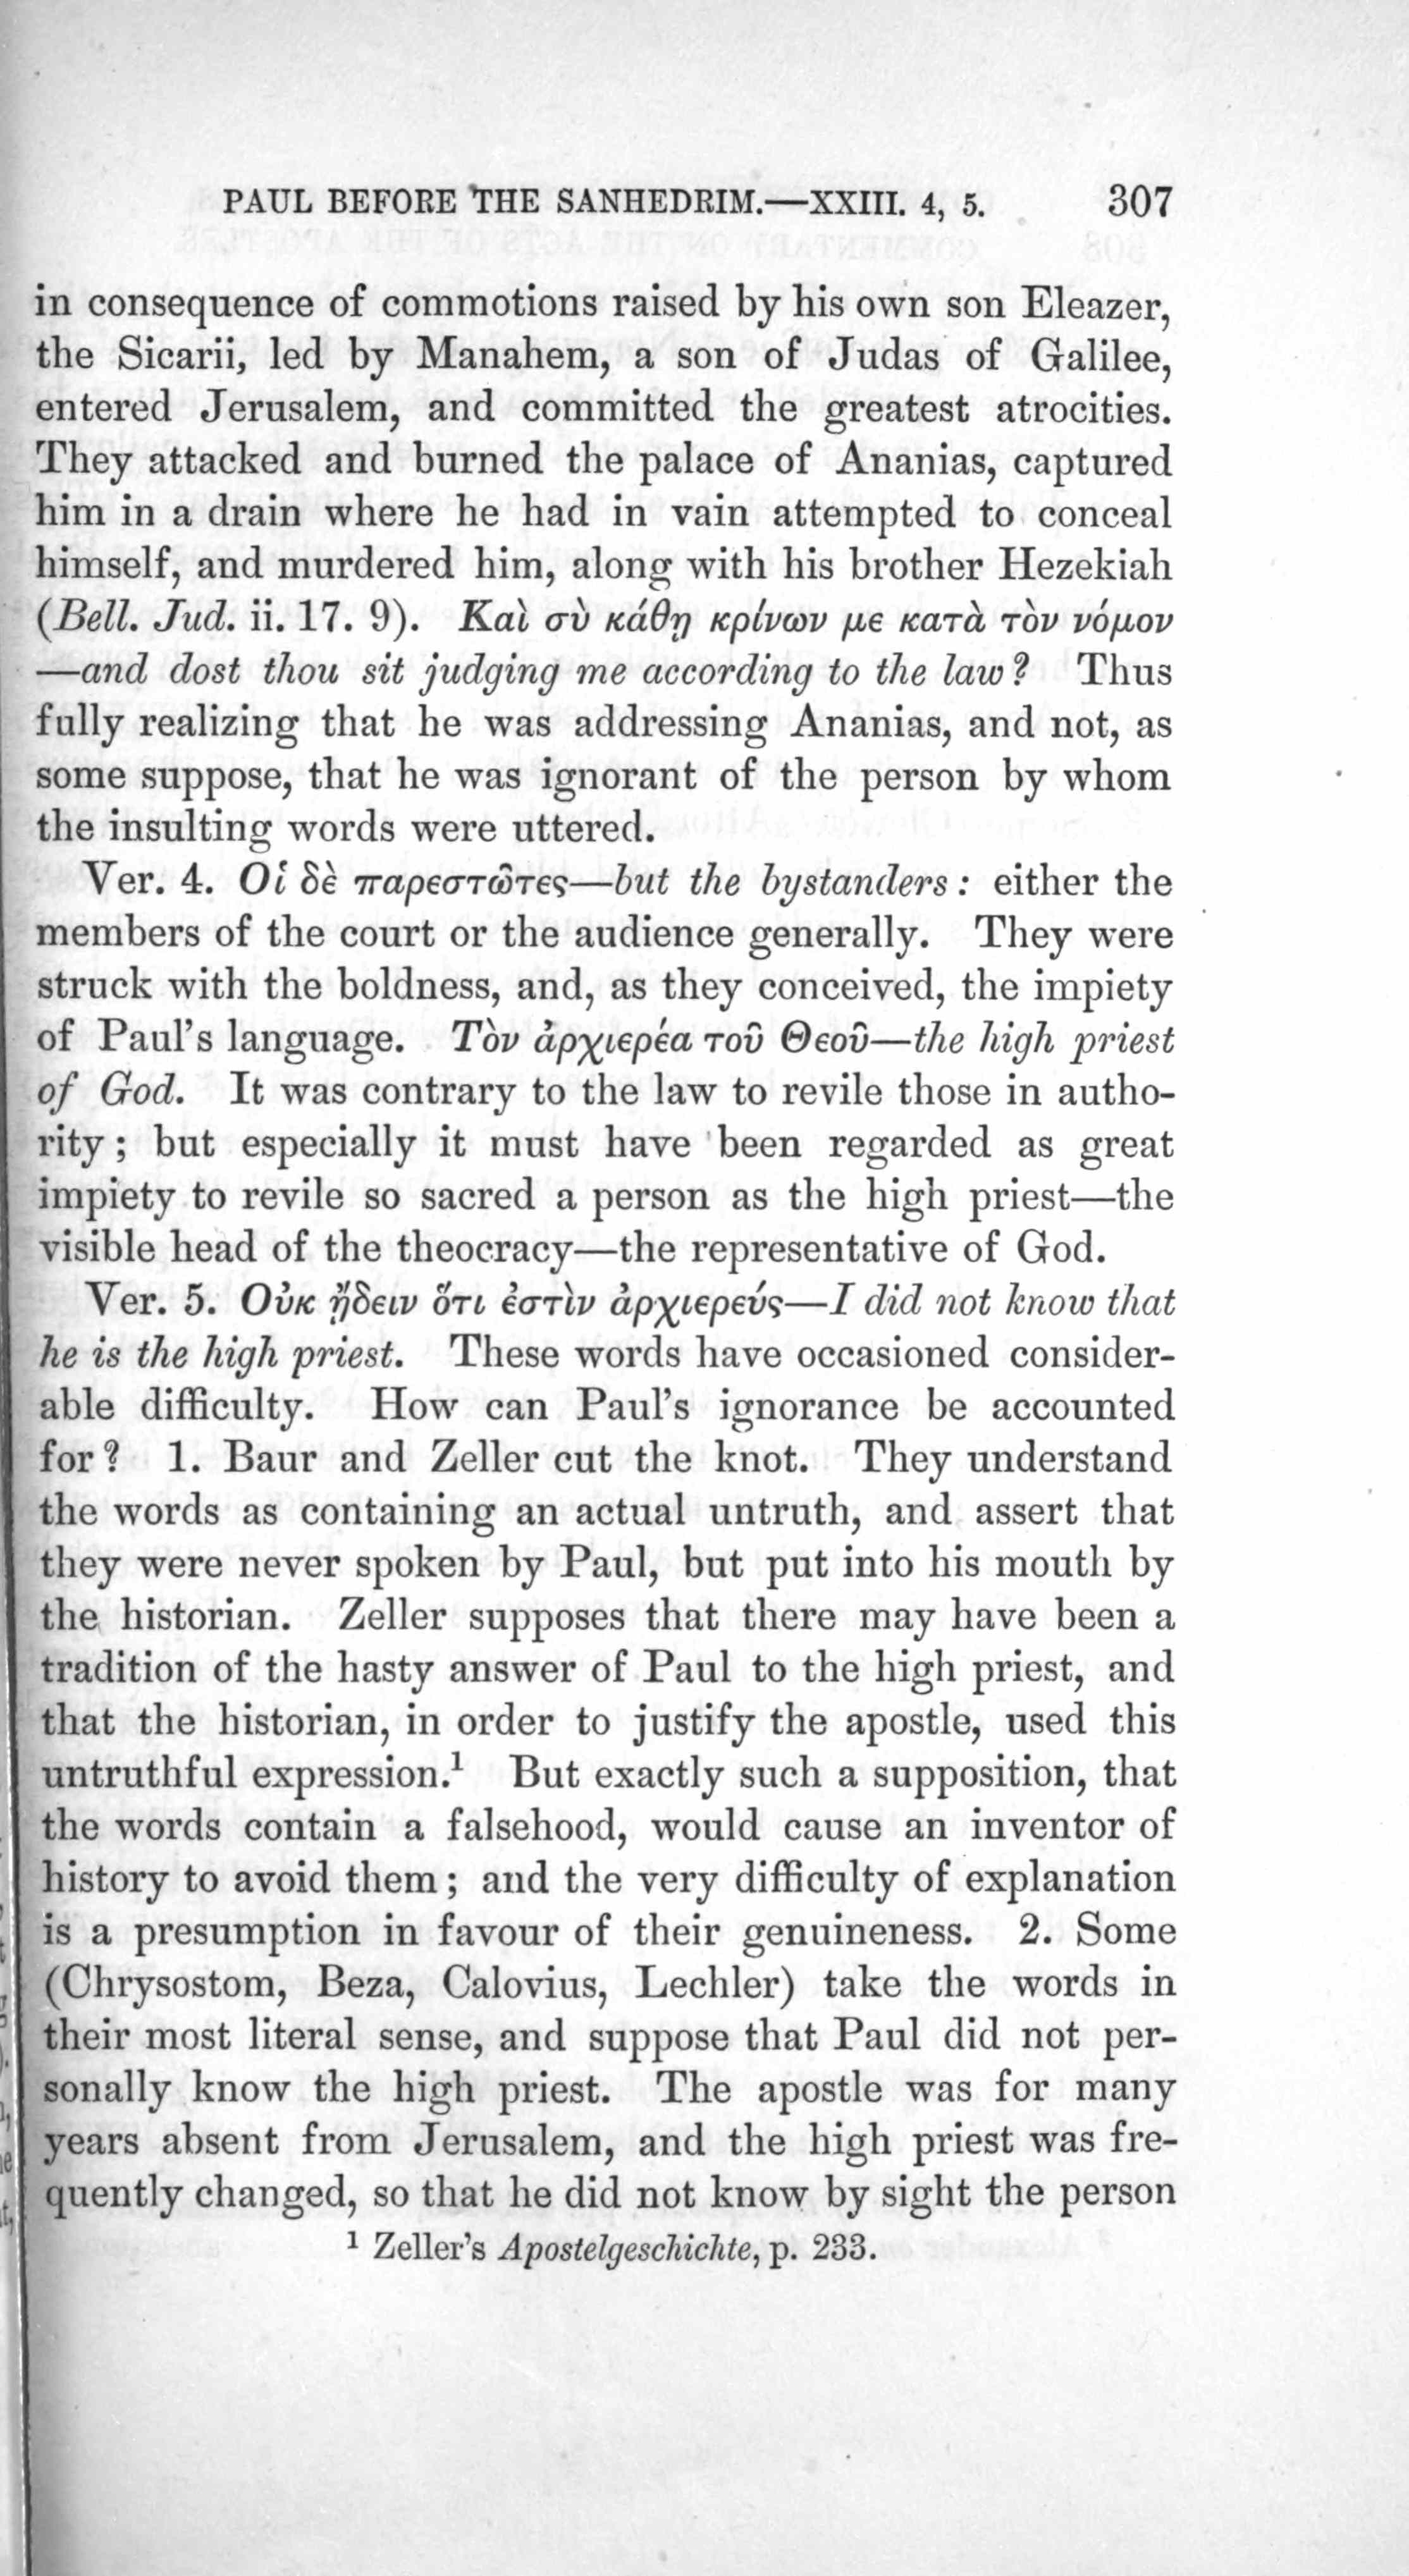 PAUL BEFORE THE SANHEDRIM.—XXIII. 4, 5. 307
in consequence of commotions raised by his own son Eleazer,
the Sicarii, led by Manahem, a son of Judas of Galilee,
entered Jerusalem, and committed the greatest atrocities.
They attacked and burned the palace of Ananias, captured
him in a drain where he had in vain attempted to conceal
himself, and murdered him, along with his brother Hezekiah
(Bell. Jud. ii. 17. 9). Καὶ σὺ κάθῃ κρίνων με κατὰ τὸν νόμον
—and dost thou sit judging me according to the law? Thus
fully realizing that he was addressing Ananias, and not, as
some suppose, that he was ignorant of the person by whom
the insulting words were uttered.
Ver. 4. Οἱ δὲ παρεστῶτες—but the bystanders: either the
members of the court or the audience generally. They were
struck with the boldness, and, as they conceived, the impiety
of Paul's language. Τὸν ἀρχιερέα τοῦ Θεοῦ—the high priest
of God. It was contrary to the law to revile those in autho-
rity; but especially it must have been regarded as great
impiety to revile so sacred a person as the high priest—the
visible head of the theocracy—the representative of God.
Ver. 5. Οὐκ ᾔδειν ὅτι ἐστὶν ἀρχιερεύς—I did not know that
he is the high priest. These words have occasioned consider-
able difficulty. How can Paul's ignorance be accounted
for? 1. Baur and Zeller cut the knot. They understand
the words as containing an actual untruth, and assert that
they were never spoken by Paul, but put into his mouth by
the historian. Zeller supposes that there may have been a
tradition of the hasty answer of Paul to the high priest, and
that the historian, in order to justify the apostle, used this
untruthful expression.¹ But exactly such a supposition, that
the words contain a falsehood, would cause an inventor of
history to avoid them; and the very difficulty of explanation
is a presumption in favour of their genuineness. 2. Some
(Chrysostom, Beza, Calovius, Lechler) take the words in
their most literal sense, and suppose that Paul did not per-
sonally know the high priest. The apostle was for many
years absent from Jerusalem, and the high priest was fre-
quently changed, so that he did not know by sight the person
¹ Zeller's Apostelgeschichte, p. 233.